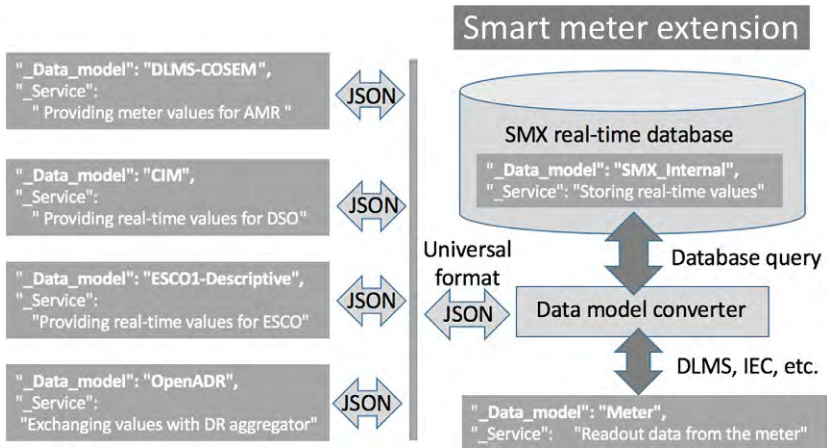 Smart meter extension
"_Data_model": "DLMS-COSEM",
"_Service":
" Providing meter values for AMR "
JSON
"_Data_model": "CIM",
"_Service":
" Providing real-time values for DSO"
JSON
"_Data_model": "ESCO1-Descriptive",
"_Service":
"Providing real-time values for ESCO"
JSON
"_Data_model": "OpenADR",
"_Service":
"Exchanging values with DR aggregator"
JSON
Universal
format
JSON
SMX real-time database
"_Data_model": "SMX_Internal",
"_Service": "Storing real-time values"
Database query
Data model converter
DLMS, IEC, etc.
"_Data_model": "Meter",
"_Service": "Readout data from the meter"